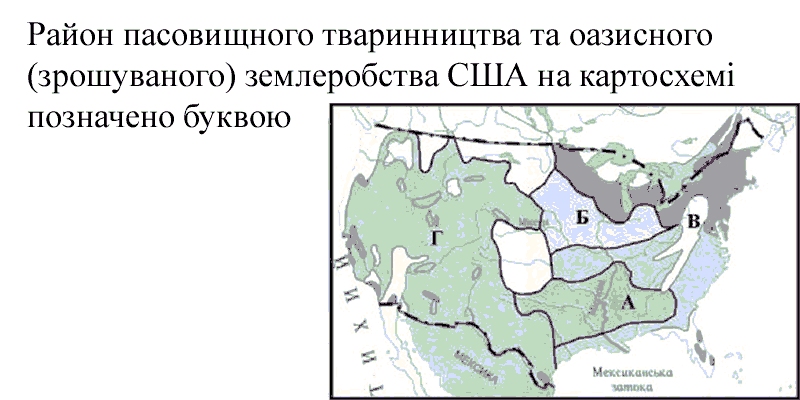 Район пасовищного тваринництва та оазисного
(зрошуваного) землеробства США на картосхемі
позначено буквою
Б
В
Г
А
Т И Х И Й
МЕКСИКА
Мексиканська
затока